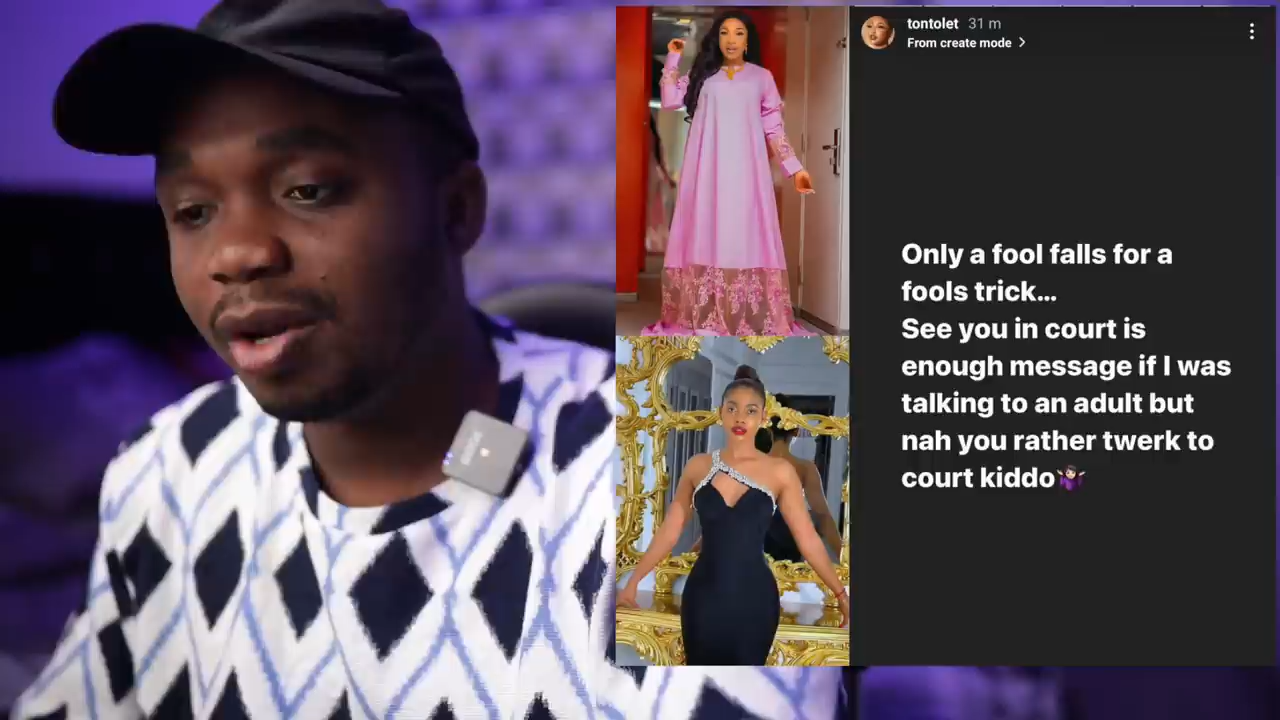 tontolet 31 m
From create mode
Only a fool falls for a
fools trick...
See you in court is
enough message if I was
talking to an adult but
nah you rather twerk to
court kiddo🤷🏻‍♀️